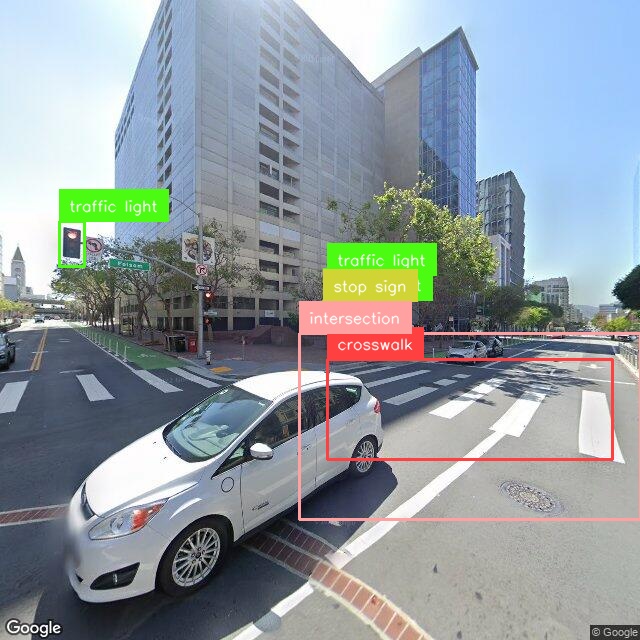 traffic light
Folsom
traffic light
stop sign
intersection
crosswalk
Google
© Google